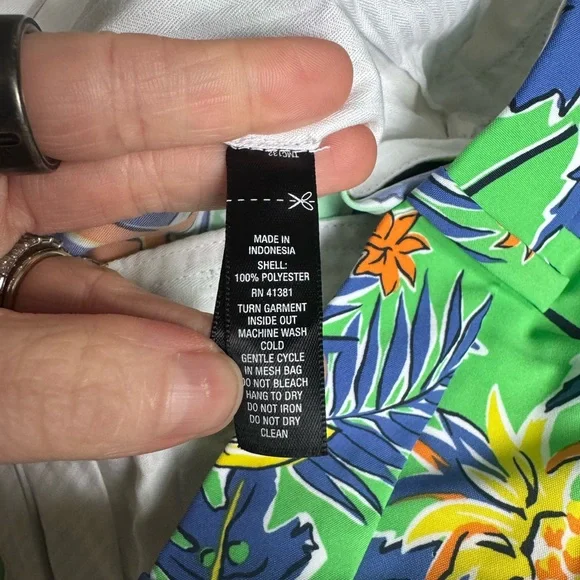 MADE IN
INDONESIA
SHELL:
100% POLYESTER
RN 41381
TURN GARMENT
INSIDE OUT
MACHINE WASH
COLD
GENTLE CYCLE
IN MESH BAG
DO NOT BLEACH
HANG TO DRY
DO NOT IRON
DO NOT DRY
CLEAN